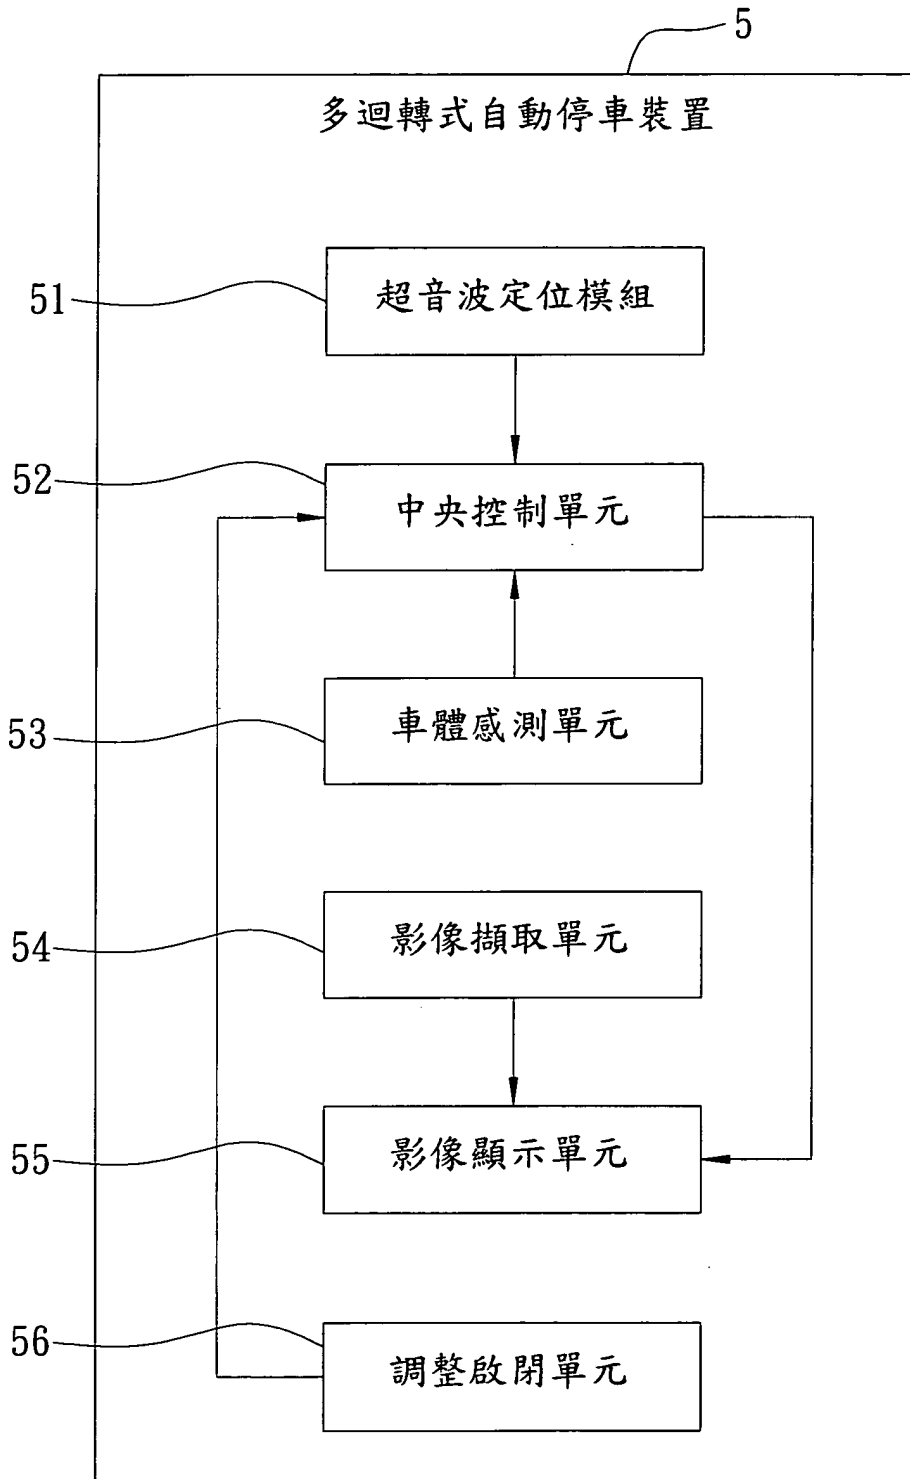 5
多迴轉式自動停車裝置
51
超音波定位模組
52
中央控制單元
53
車體感測單元
54
影像擷取單元
55
影像顯示單元
56
調整啟閉單元